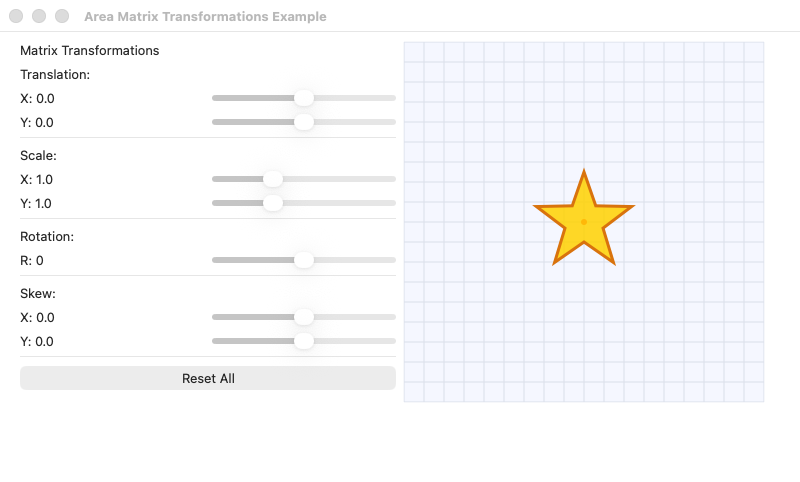 Area Matrix Transformations Example
Matrix Transformations
Translation:
X: 0.0
Y: 0.0
Scale:
X: 1.0
Y: 1.0
Rotation:
R: 0
Skew:
X: 0.0
Y: 0.0
Reset All